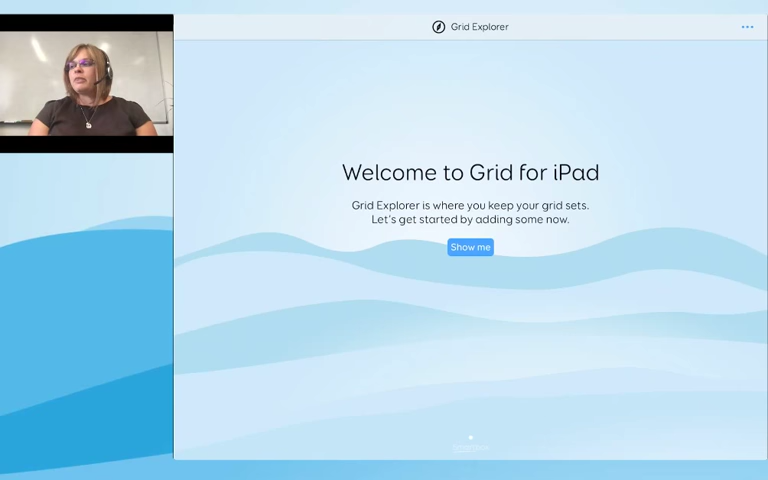 Grid Explorer
Welcome to Grid for iPad
Grid Explorer is where you keep your grid sets.
Let's get started by adding some now.
Show me